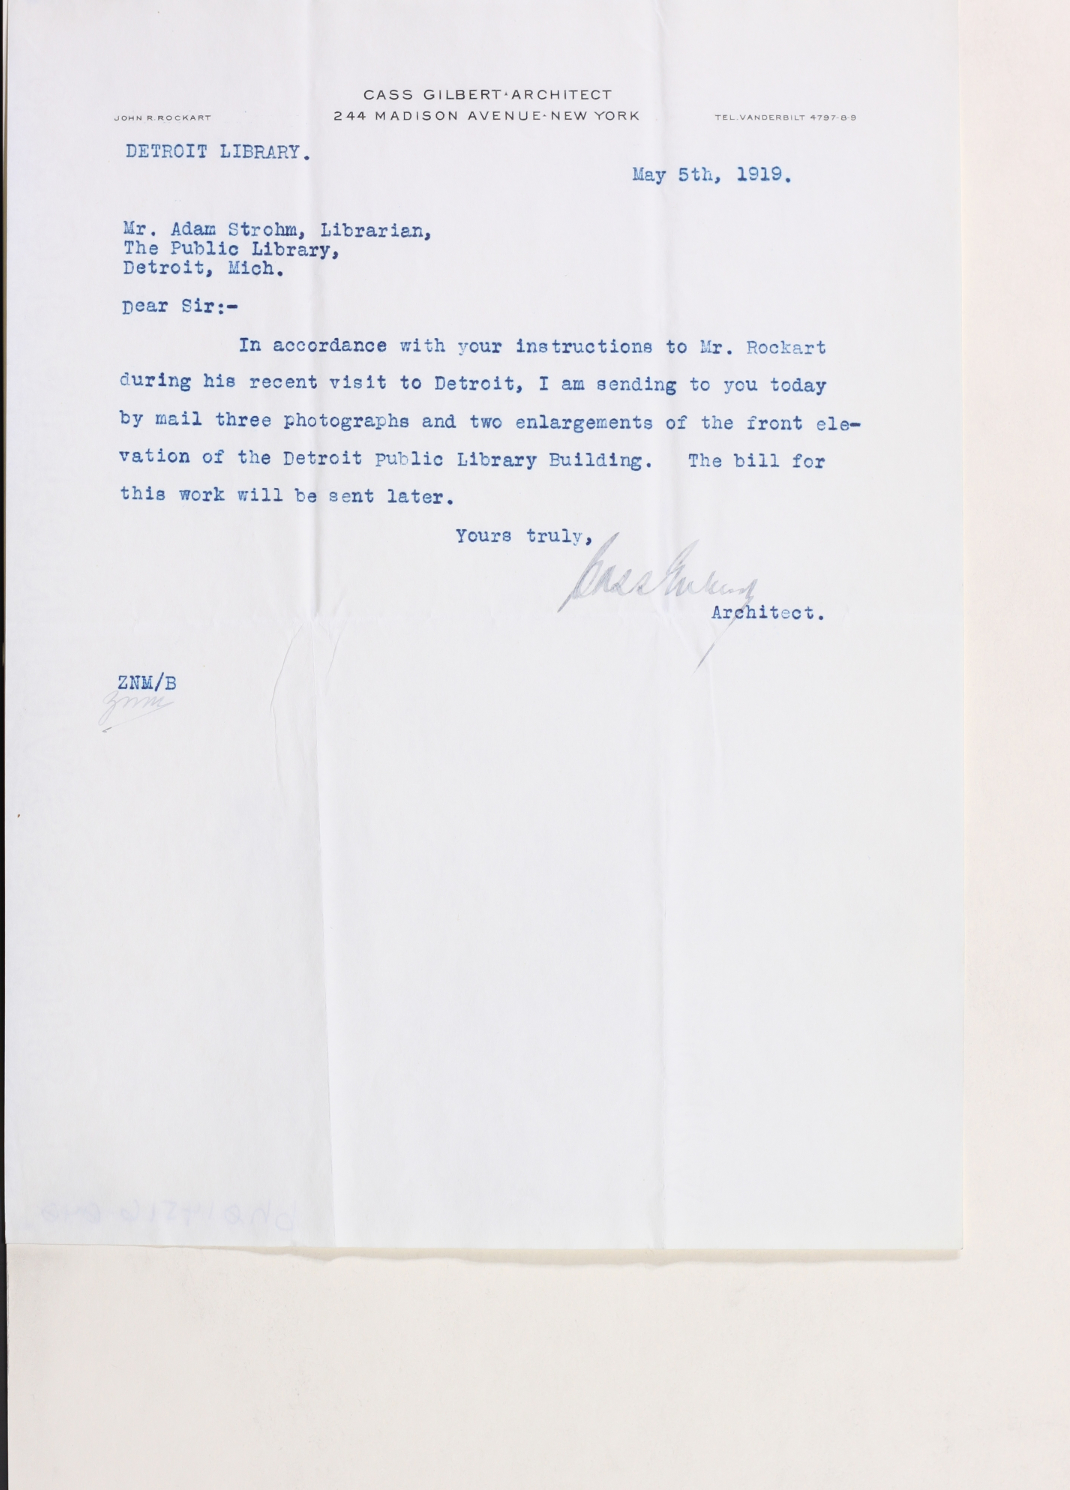 CASS GILBERT·ARCHITECT
JOHN R. ROCKART 244 MADISON AVENUE·NEW YORK TEL. VANDERBILT 4797-8-9
DETROIT LIBRARY.
May 5th, 1919.
Mr. Adam Strohm, Librarian,
The Public Library,
Detroit, Mich.
Dear Sir:-
In accordance with your instructions to Mr. Rockart
during his recent visit to Detroit, I am sending to you today
by mail three photographs and two enlargements of the front ele-
vation of the Detroit Public Library Building. The bill for
this work will be sent later.
Yours truly,
Cass Gilbert
Architect.
ZNM/B
ZNM